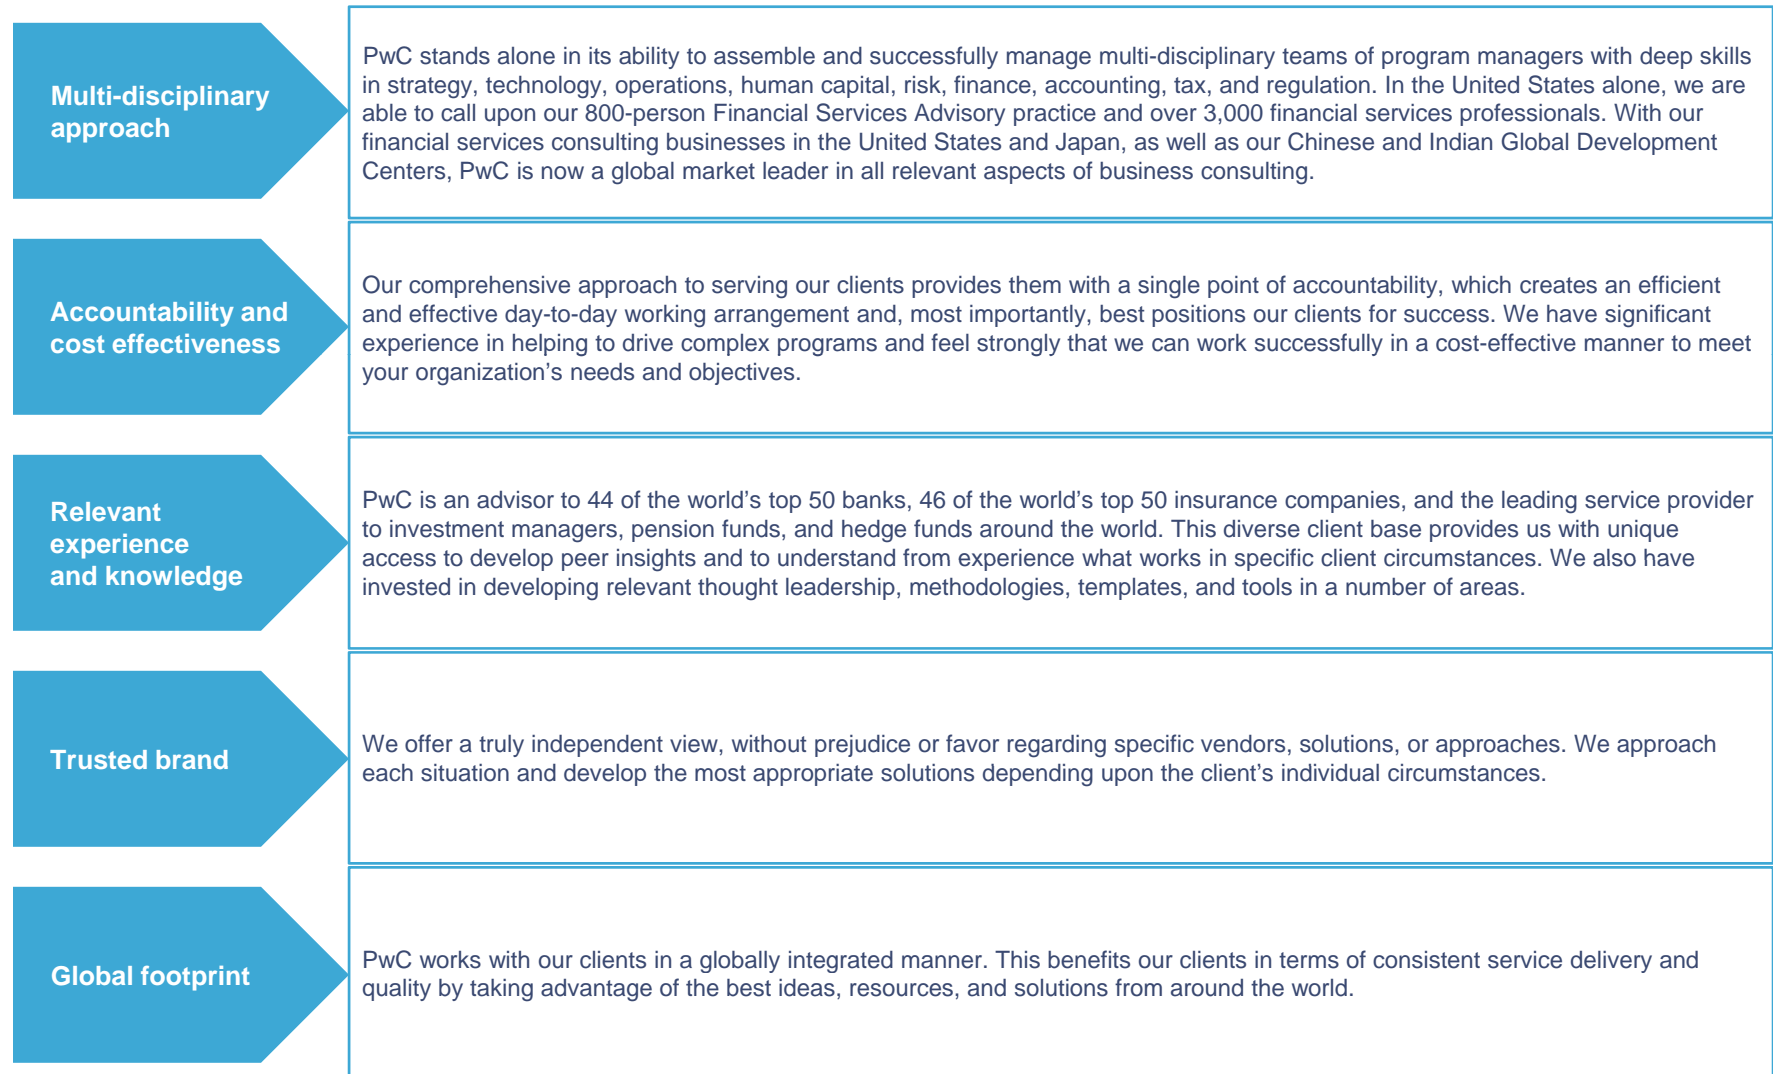 Multi-disciplinary
approach
PwC stands alone in its ability to assemble and successfully manage multi-disciplinary teams of program managers with deep skills
in strategy, technology, operations, human capital, risk, finance, accounting, tax, and regulation. In the United States alone, we are
able to call upon our 800-person Financial Services Advisory practice and over 3,000 financial services professionals. With our
financial services consulting businesses in the United States and Japan, as well as our Chinese and Indian Global Development
Centers, PwC is now a global market leader in all relevant aspects of business consulting.
Accountability and
cost effectiveness
Our comprehensive approach to serving our clients provides them with a single point of accountability, which creates an efficient
and effective day-to-day working arrangement and, most importantly, best positions our clients for success. We have significant
experience in helping to drive complex programs and feel strongly that we can work successfully in a cost-effective manner to meet
your organization’s needs and objectives.
Relevant
experience
and knowledge
PwC is an advisor to 44 of the world’s top 50 banks, 46 of the world’s top 50 insurance companies, and the leading service provider
to investment managers, pension funds, and hedge funds around the world. This diverse client base provides us with unique
access to develop peer insights and to understand from experience what works in specific client circumstances. We also have
invested in developing relevant thought leadership, methodologies, templates, and tools in a number of areas.
Trusted brand
We offer a truly independent view, without prejudice or favor regarding specific vendors, solutions, or approaches. We approach
each situation and develop the most appropriate solutions depending upon the client’s individual circumstances.
Global footprint
PwC works with our clients in a globally integrated manner. This benefits our clients in terms of consistent service delivery and
quality by taking advantage of the best ideas, resources, and solutions from around the world.